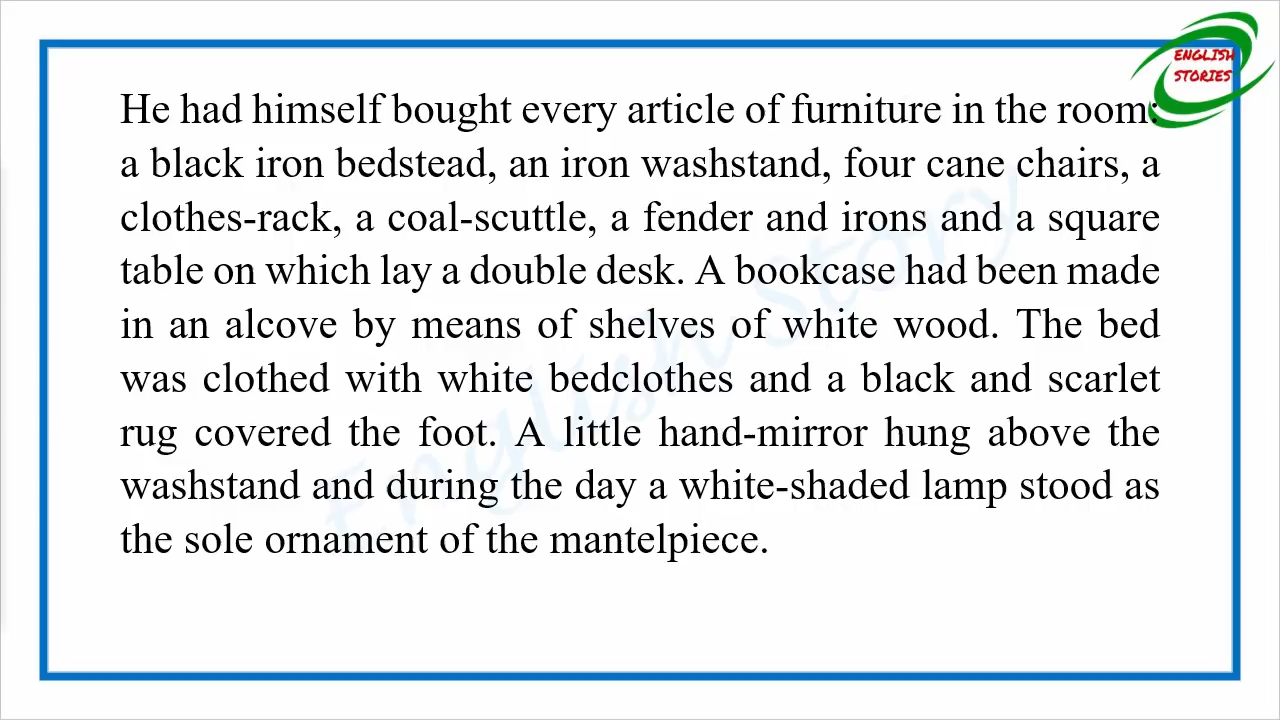 ENGLISH
STORIES
He had himself bought every article of furniture in the room:
a black iron bedstead, an iron washstand, four cane chairs, a
clothes-rack, a coal-scuttle, a fender and irons and a square
table on which lay a double desk. A bookcase had been made
in an alcove by means of shelves of white wood. The bed
was clothed with white bedclothes and a black and scarlet
rug covered the foot. A little hand-mirror hung above the
washstand and during the day a white-shaded lamp stood as
the sole ornament of the mantelpiece.
English Story